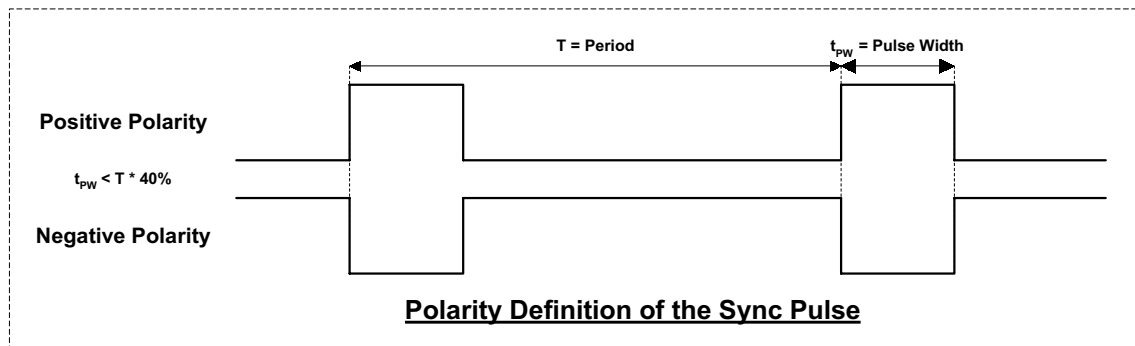 T = Period
tPW = Pulse Width
Positive Polarity
tPW < T * 40%
Negative Polarity
Polarity Definition of the Sync Pulse